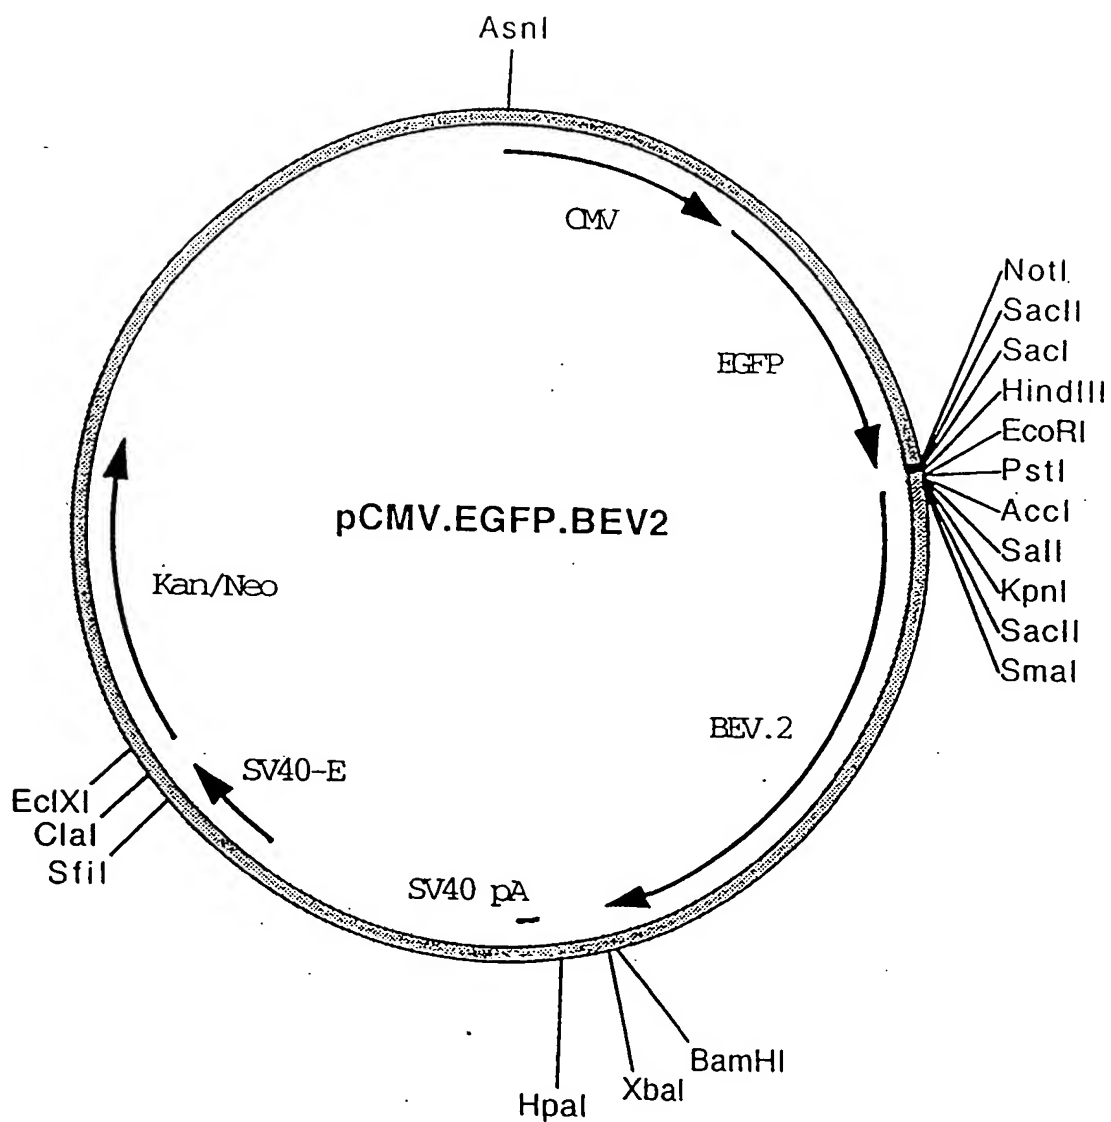 AsnI
CMV
NotI
SacII
SacI
EGFP
HindIII
EcoRI
PstI
pCMV.EGFP.BEV2
AccI
SalI
Kan/Neo
KpnI
SacII
SmaI
BEV.2
SV40-E
EclXI
ClaI
SfiI
SV40 pA
BamHI
XbaI
HpaI